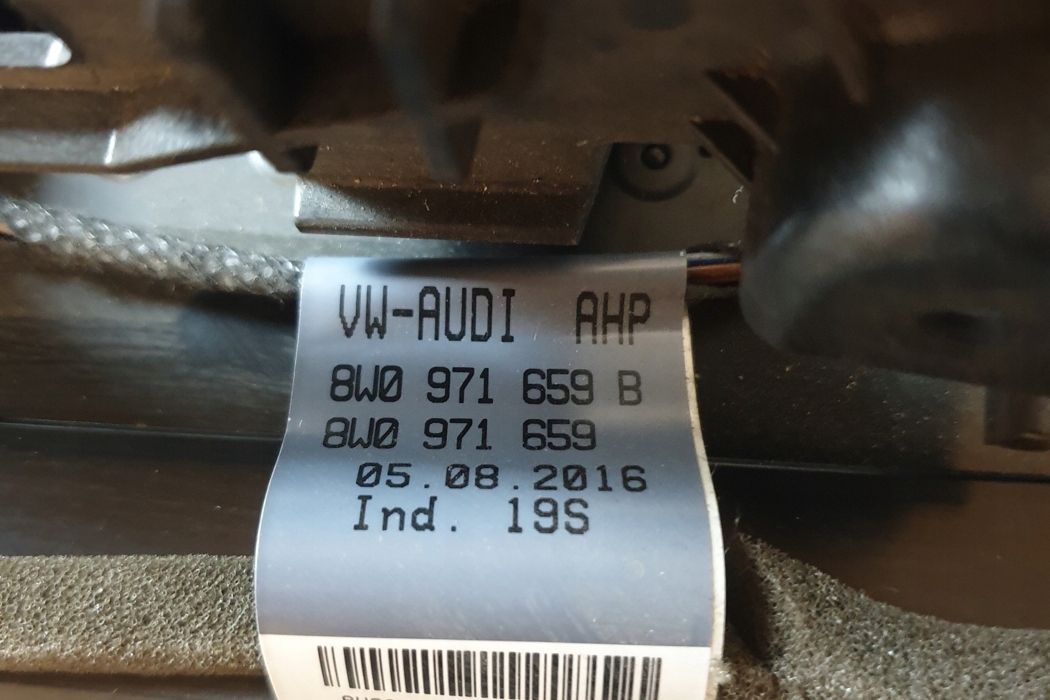 VW-AUDI AHP
8W0 971 659 B
8W0 971 659
05.08.2016
Ind. 19S